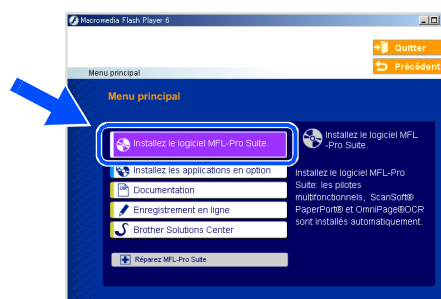 Macromedia Flash Player 6
Quitter
Précédent
Menu principal
Menu principal
Installez le logiciel MFL-Pro Suite.
Installez les applications en option
Documentation
Enregistrement en ligne
Brother Solutions Center
Réparez MFL-Pro Suite
Installez le logiciel MFL
-Pro Suite.
Installez le logiciel MFL-Pro
Suite: les pilotes
multifonctionnels, ScanSoft®
PaperPort® et OmniPage®OCR
sont installés automatiquement.